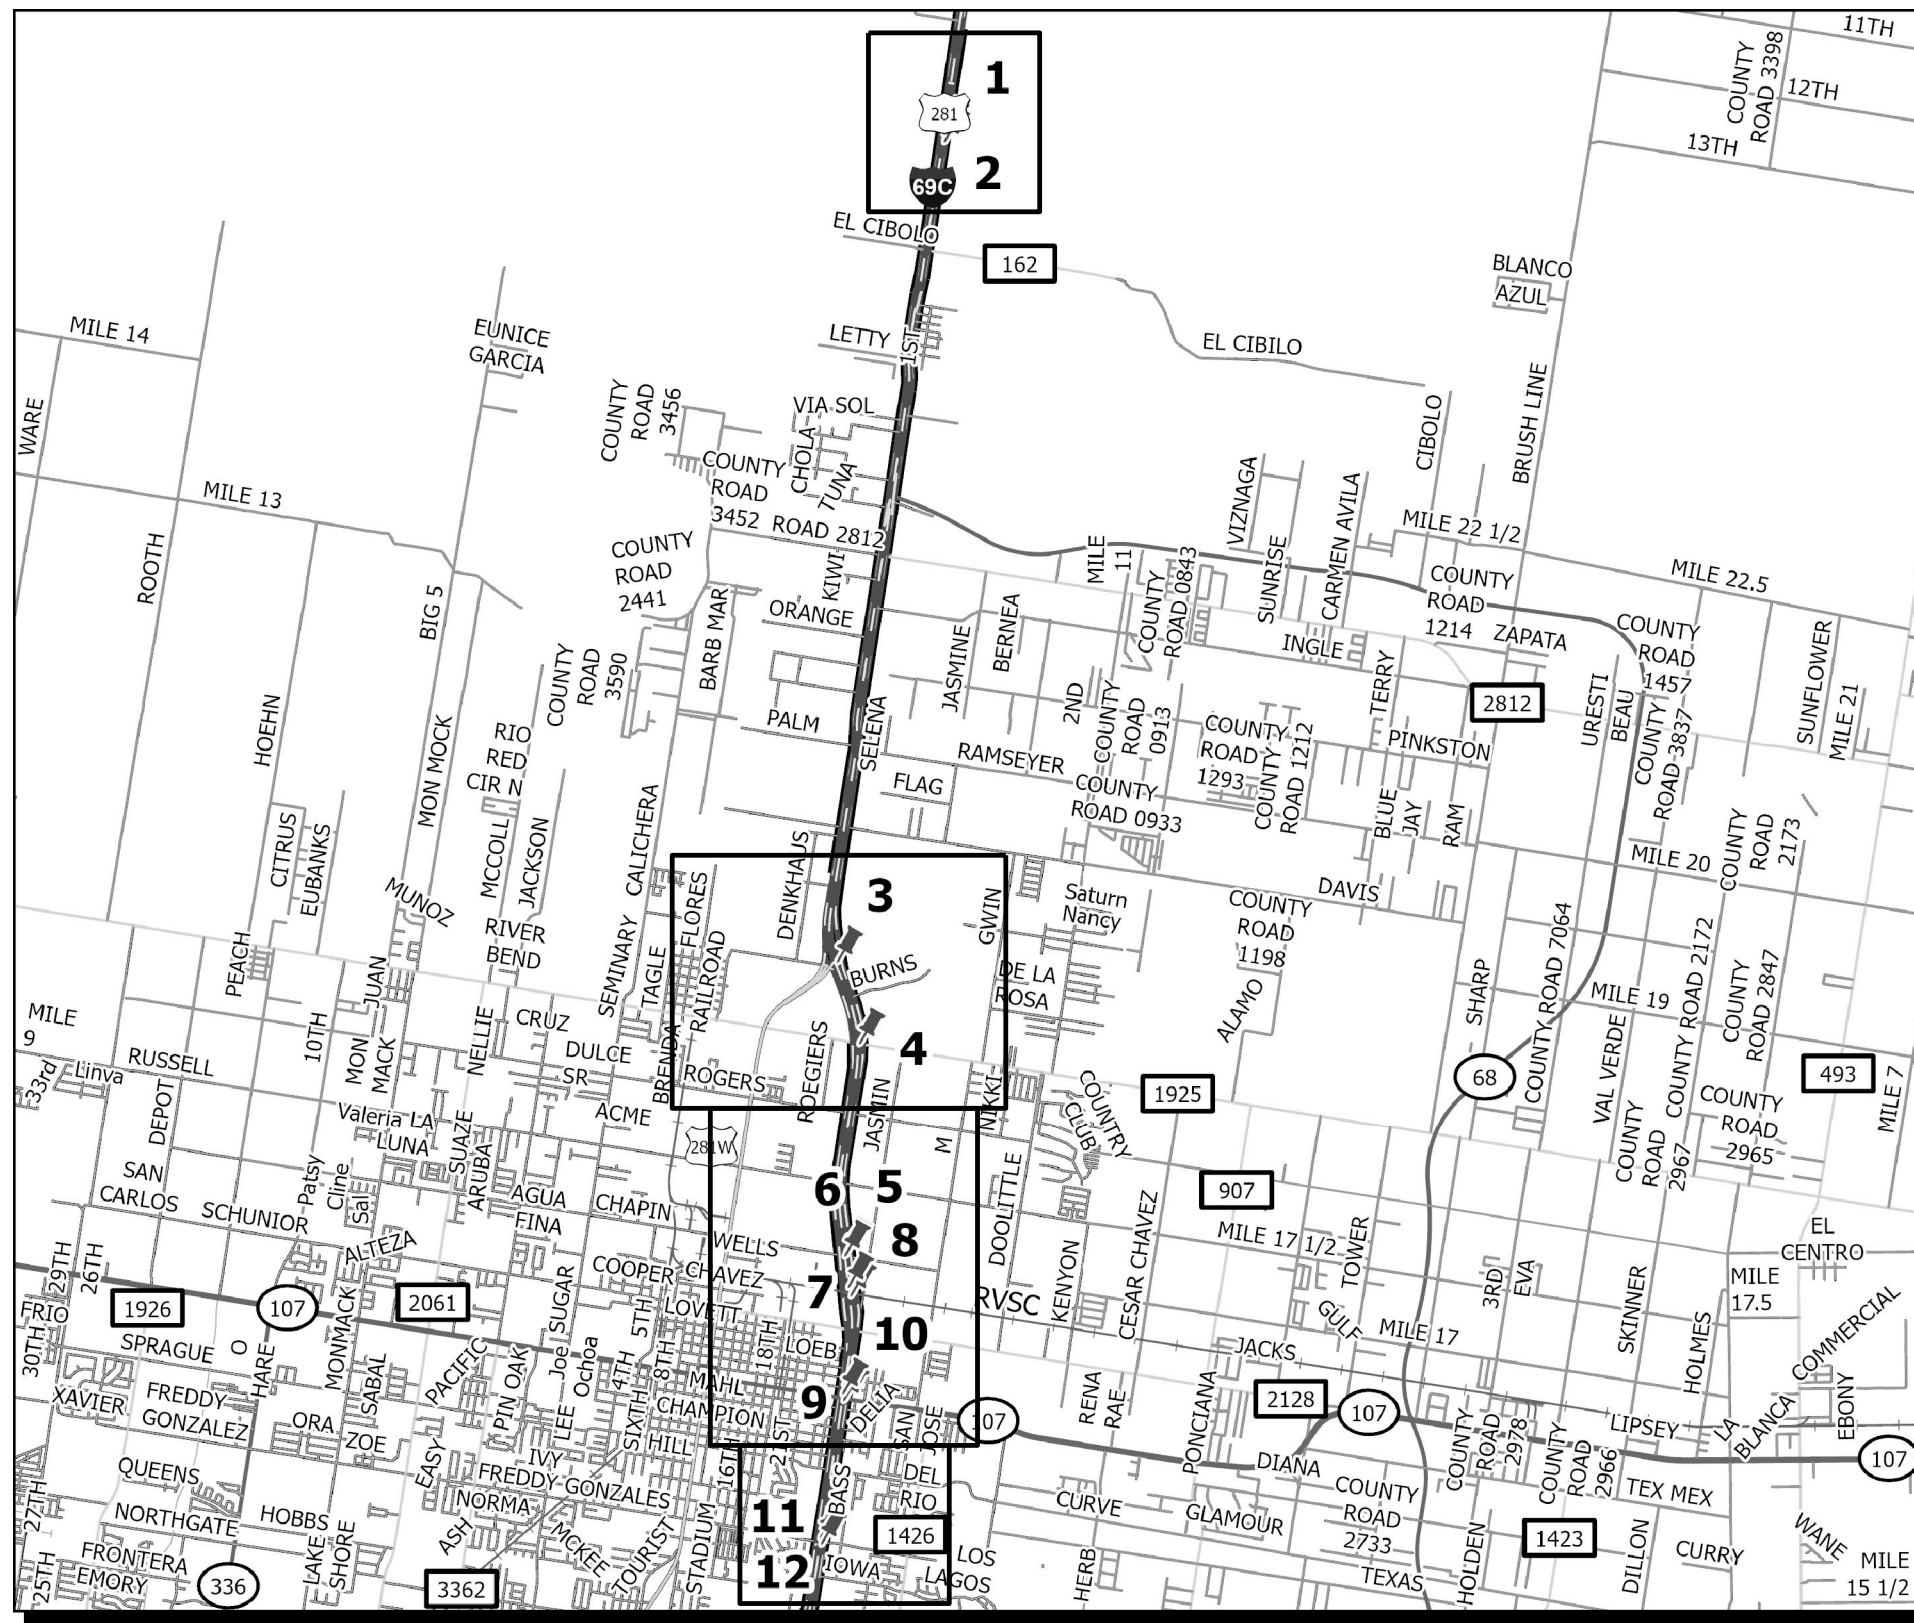 11TH
COUNTY
ROAD 3398
12TH
13TH
1
281
2
69C
EL CIBOLO
162
BLANCO
AZUL
MILE 14
EUNICE
GARCIA
LETTY
1ST
EL CIBILO
WARE
COUNTY
ROAD
3456
VIA SOL
CHOLA
TUNA
CIBOLO
BRUSH LINE
COUNTY
ROAD
3452
ROAD 2812
MILE 13
VIZNAGA
CARMEN AVILA
MILE 22 1/2
ROOTH
COUNTY
ROAD
2441
KIWI
MILE
11
COUNTY
ROAD 0843
SUNRISE
COUNTY
ROAD
1214
MILE 22.5
BIG 5
BARB MAR
ORANGE
JASMINE
BERNEA
INGLE
ZAPATA
COUNTY
ROAD
1457
SUNFLOWER
MILE 21
COUNTY
ROAD
3590
2ND
COUNTY
ROAD
0913
TERRY
2812
URESTI
BEAU
COUNTY
ROAD 3837
HOEHN
MON MOCK
RIO
RED
CIR N
PALM
SELENA
RAMSEYER
FLAG
COUNTY
ROAD
1293
COUNTY
ROAD 1212
PINKSTON
COUNTY
ROAD 0933
BLUE
JAY
RAM
CITRUS
EUBANKS
MCCOLL
JACKSON
CALICHERA
DENKHAUS
MILE 20
COUNTY
ROAD
2173
MUNOZ
FLORES
3
GWIN
Saturn
Nancy
DAVIS
COUNTY
ROAD
1198
PEACH
JUAN
RIVER
BEND
SEMINARY
TAGLE
RAILROAD
BURNS
DE LA
ROSA
ALAMO
SHARP
COUNTY ROAD 7064
MILE 19
COUNTY ROAD 2172
COUNTY
ROAD 2847
MILE
9
10TH
MON
MACK
NELLIE
CRUZ
DULCE
SR
BRENDA
ROGERS
ROEGIERS
4
JASMIN
NIKKI
COUNTRY
CLUB
1925
68
VAL VERDE
493
MILE 7
33rd
Linva
RUSSELL
DEPOT
Valeria LA
LUNA
ACME
281W
M
COUNTY
ROAD
2967
COUNTY
ROAD
2965
SAN
CARLOS
Patsy
Cline
Sall
SUAZE
ARUBA
AGUA
FINA
CHAPIN
6
5
DOOLITTLE
907
SCHUNIOR
ALTEZA
WELLS
8
CESAR CHAVEZ
MILE 17 1/2
TOWER
EL
CENTRO
29TH
26TH
COOPER
CHAVEZ
7
RVSC
KENYON
3RD
EVA
MILE
17.5
1926
107
2061
SUGAR
5TH
LOVETT
10
GULF
MILE 17
SKINNER
HOLMES
COMMERCIAL
FRIO
30TH
SPRAGUE
O
HARE
MONMACK
SABAL
PACIFIC
PIN OAK
Joe
Ochoa
4TH
8TH
18TH
LOEB
JACKS
XAVIER
FREDDY
GONZALEZ
ORA
ZOE
LEE
SIXTH
MAHL
CHAMPION
9
DELIA
SAN
JOSE
107
RENA
RAE
PONCIANA
2128
107
LIPSEY
LA
BLANCA
EBONY
107
QUEENS
EASY
IVY
HILL
16TH
21ST
BASS
DEL
RIO
DIANA
COUNTY
ROAD
2978
COUNTY
ROAD
2966
TEX MEX
27TH
NORTHGATE
HOBBS
FREDDY GONZALES
NORMA
STADIUM
11
1426
CURVE
GLAMOUR
COUNTY
ROAD
2733
1423
WANE
25TH
FRONTERA
EMORY
336
LAKE
SHORE
ASH
3362
MCKEE
TOURIST
12
IOWA
LOS
LAGOS
HERB
TEXAS
HOLDEN
DILLON
CURRY
MILE
15 1/2